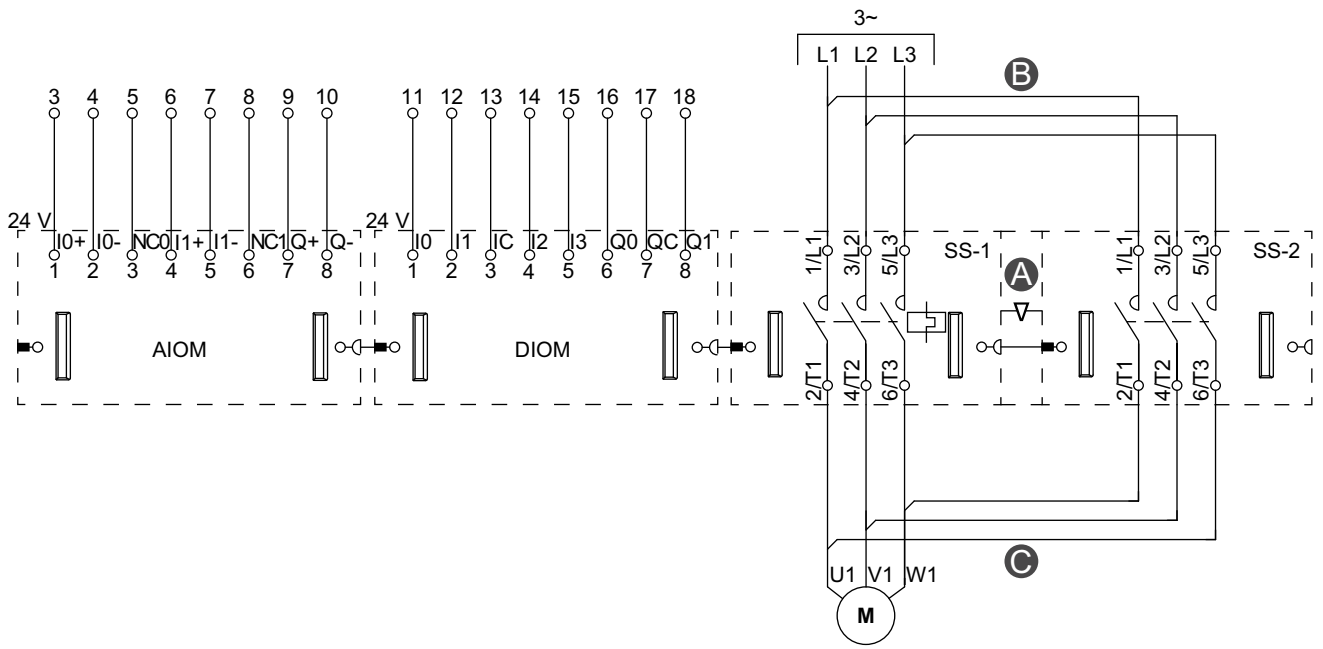 3~
L1 L2 L3
B
3 4 5 6 7 8 9 10 11 12 13 14 15 16 17 18
24 V I0+ I0- NC0 I1+ I1- NC1 Q+ Q- 24 V I0 I1 IC I2 I3 Q0 QC Q1
1/L1 3/L2 5/L3 SS-1 1/L1 3/L2 5/L3 SS-2
1 2 3 4 5 6 7 8 1 2 3 4 5 6 7 8
A
AIOM DIOM
2/T1 4/T2 6/T3 2/T1 4/T2 6/T3
C
U1 V1 W1
M